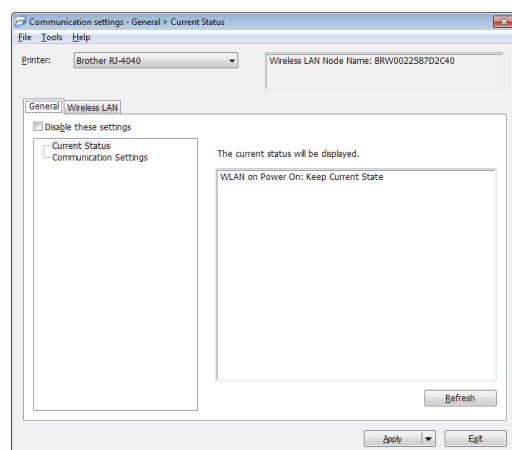 Communication settings - General > Current Status
File Tools Help
Printer: Brother RJ-4040
Wireless LAN Node Name: BRW0022587D2C40
General Wireless LAN
Disable these settings
Current Status
Communication Settings
The current status will be displayed.
WLAN on Power On: Keep Current State
Refresh
Apply Exit